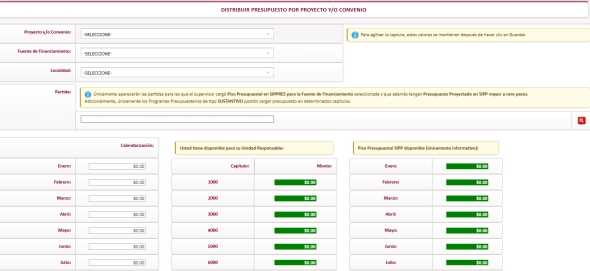 DISTRIBUIR PRESUPUESTO POR PROYECTO Y/O CONVENIO
Proyecto y/o Convenio: -SELECCIONE-
Para agilizar la captura, estos valores se mantienen después de hacer clic en Guardar.
Fuente de Financiamiento: -SELECCIONE-
Localidad: -SELECCIONE-
Partida: Únicamente aparecerán las partidas para las que el supervisor cargó Piso Presupuestal en SIPPRES para la Fuente de Financiamiento seleccionada y que además tengan Presupuesto Proyectado en SIPP mayor a cero pesos.
Adicionalmente, únicamente los Programas Presupuestarios de tipo SUSTANTIVO podrán cargar presupuesto en determinados capítulos.
Calendarización: Usted tiene disponible para su Unidad Responsable: Piso Presupuestal SIPP disponible (únicamente informativo):
Enero: $0.00 Capítulo: Monto: Enero: $0.00
Febrero: $0.00 1000 $0.00 Febrero: $0.00
Marzo: $0.00 2000 $0.00 Marzo: $0.00
Abril: $0.00 3000 $0.00 Abril: $0.00
Mayo: $0.00 4000 $0.00 Mayo: $0.00
Junio: $0.00 5000 $0.00 Junio: $0.00
Julio: $0.00 6000 $0.00 Julio: $0.00